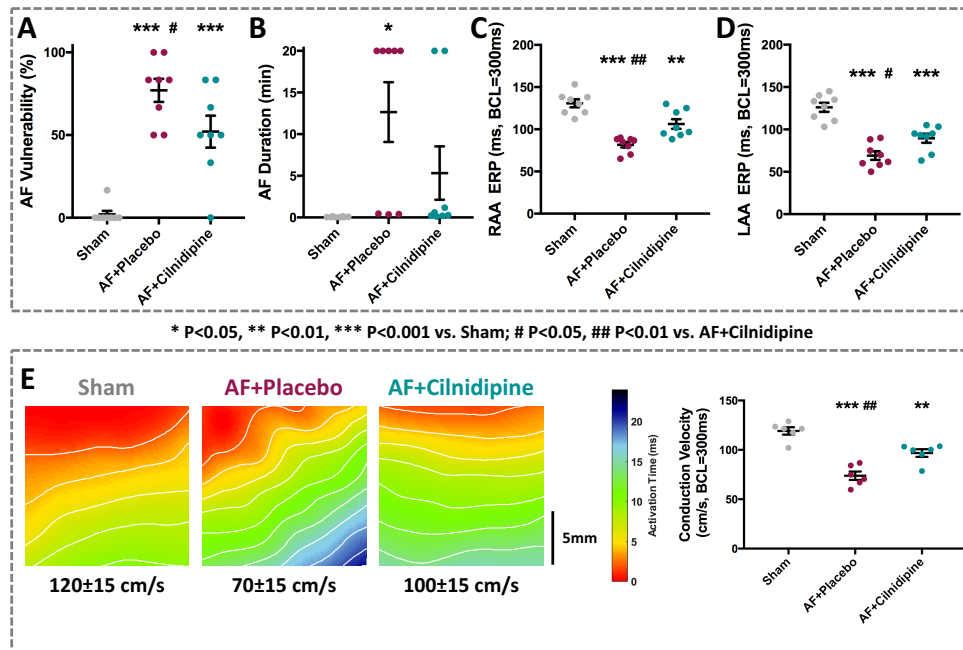 A
*** # ***
AF Vulnerability (%)
100
50
0
Sham
AF+Placebo
AF+Cilnidipine
B
*
AF Duration (min)
20
15
10
5
0
Sham
AF+Placebo
AF+Cilnidipine
C
*** ## **
RAA ERP (ms, BCL=300ms)
200
150
100
50
0
Sham
AF+Placebo
AF+Cilnidipine
D
*** # ***
LAA ERP (ms, BCL=300ms)
200
150
100
50
0
Sham
AF+Placebo
AF+Cilnidipine
* P<0.05, ** P<0.01, *** P<0.001 vs. Sham; # P<0.05, ## P<0.01 vs. AF+Cilnidipine
E
Sham
AF+Placebo
AF+Cilnidipine
120±15 cm/s
70±15 cm/s
100±15 cm/s
20
15
10
5
0
Activation Time (ms)
5mm
*** ## **
Conduction Velocity
(cm/s, BCL=300ms)
150
100
50
0
Sham
AF+Placebo
AF+Cilnidipine